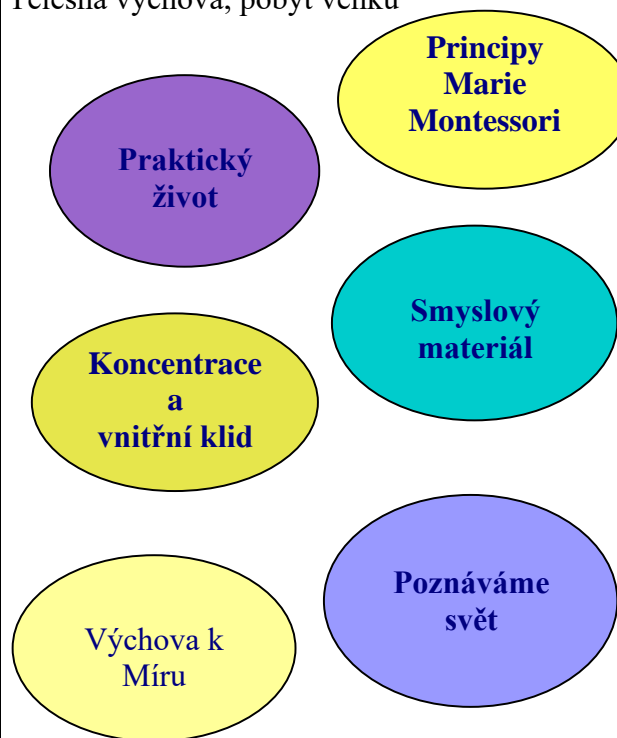 Tělesná výchova, pobyt venku
Principy
Marie
Montessori
Praktický
život
Smyslový
materiál
Koncentrace
a
vnitřní klid
Poznáváme
svět
Výchova k
Míru